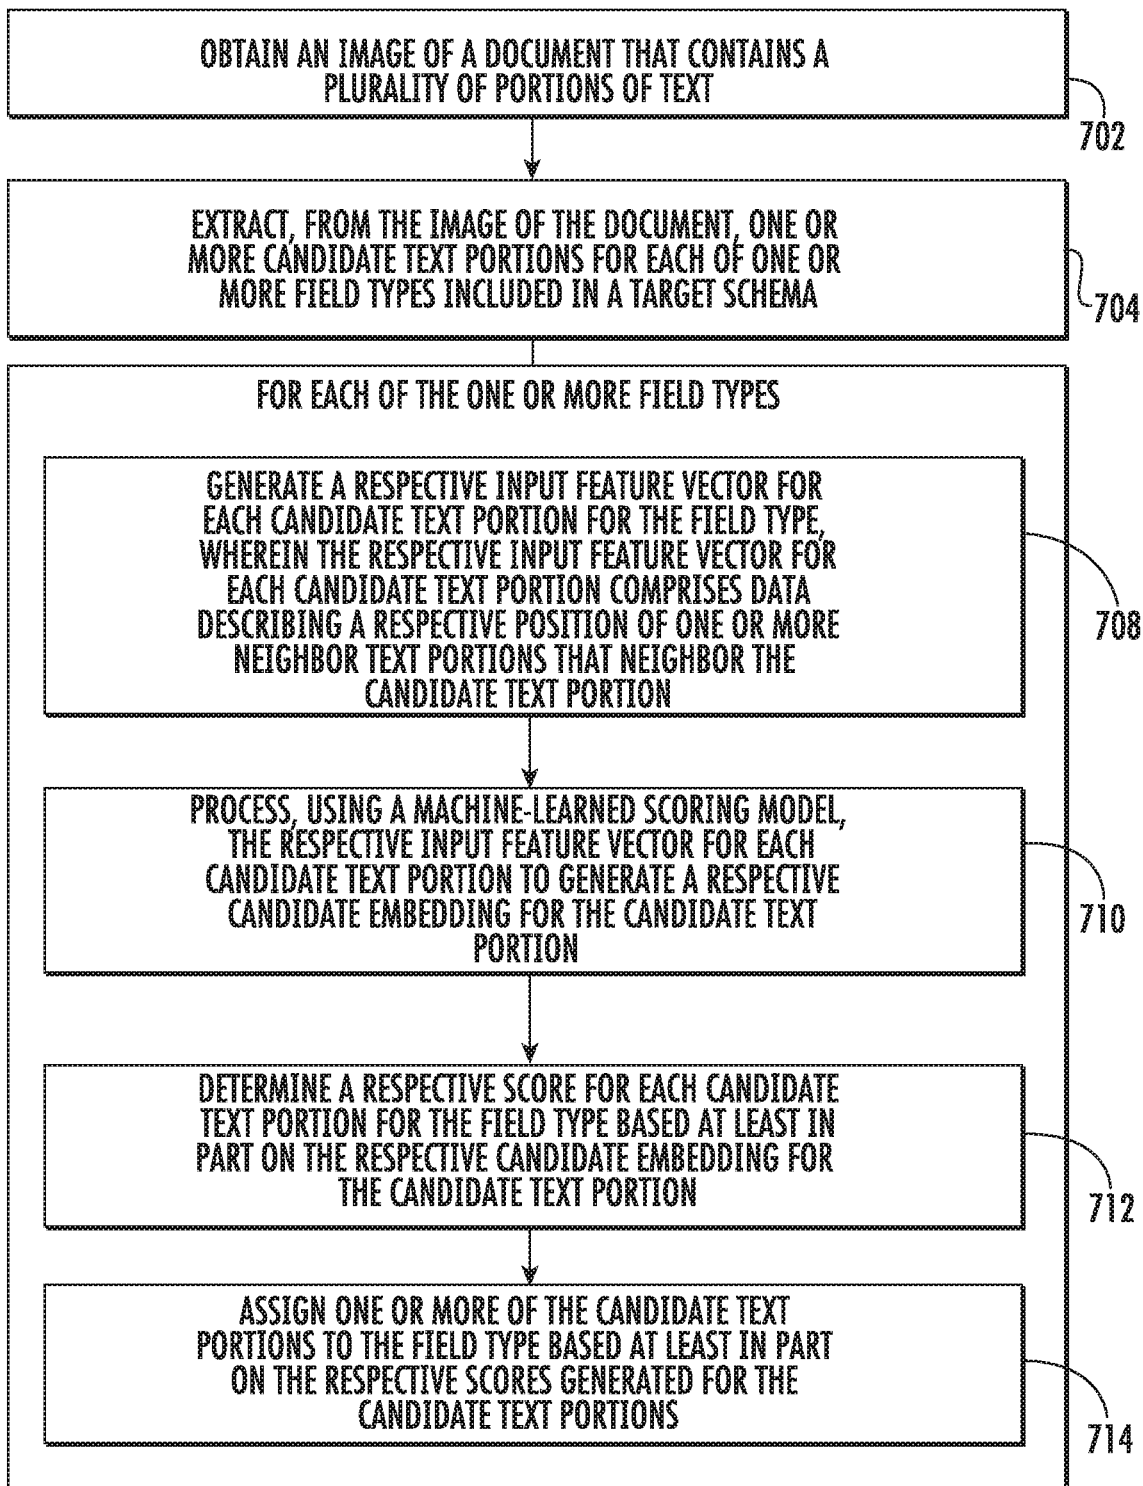 OBTAIN AN IMAGE OF A DOCUMENT THAT CONTAINS A
PLURALITY OF PORTIONS OF TEXT
702
EXTRACT, FROM THE IMAGE OF THE DOCUMENT, ONE OR
MORE CANDIDATE TEXT PORTIONS FOR EACH OF ONE OR
MORE FIELD TYPES INCLUDED IN A TARGET SCHEMA
704
FOR EACH OF THE ONE OR MORE FIELD TYPES
GENERATE A RESPECTIVE INPUT FEATURE VECTOR FOR
EACH CANDIDATE TEXT PORTION FOR THE FIELD TYPE,
WHEREIN THE RESPECTIVE INPUT FEATURE VECTOR FOR
EACH CANDIDATE TEXT PORTION COMPRISES DATA
DESCRIBING A RESPECTIVE POSITION OF ONE OR MORE
NEIGHBOR TEXT PORTIONS THAT NEIGHBOR THE
CANDIDATE TEXT PORTION
708
PROCESS, USING A MACHINE-LEARNED SCORING MODEL,
THE RESPECTIVE INPUT FEATURE VECTOR FOR EACH
CANDIDATE TEXT PORTION TO GENERATE A RESPECTIVE
CANDIDATE EMBEDDING FOR THE CANDIDATE TEXT
PORTION
710
DETERMINE A RESPECTIVE SCORE FOR EACH CANDIDATE
TEXT PORTION FOR THE FIELD TYPE BASED AT LEAST IN
PART ON THE RESPECTIVE CANDIDATE EMBEDDING FOR
THE CANDIDATE TEXT PORTION
712
ASSIGN ONE OR MORE OF THE CANDIDATE TEXT
PORTIONS TO THE FIELD TYPE BASED AT LEAST IN PART
ON THE RESPECTIVE SCORES GENERATED FOR THE
CANDIDATE TEXT PORTIONS
714